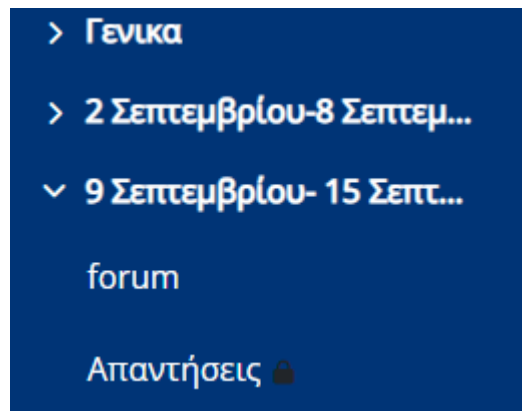 Γενικα
2 Σεπτεμβρίου-8 Σεπτεμ...
9 Σεπτεμβρίου- 15 Σεπτ...
forum
Απαντήσεις